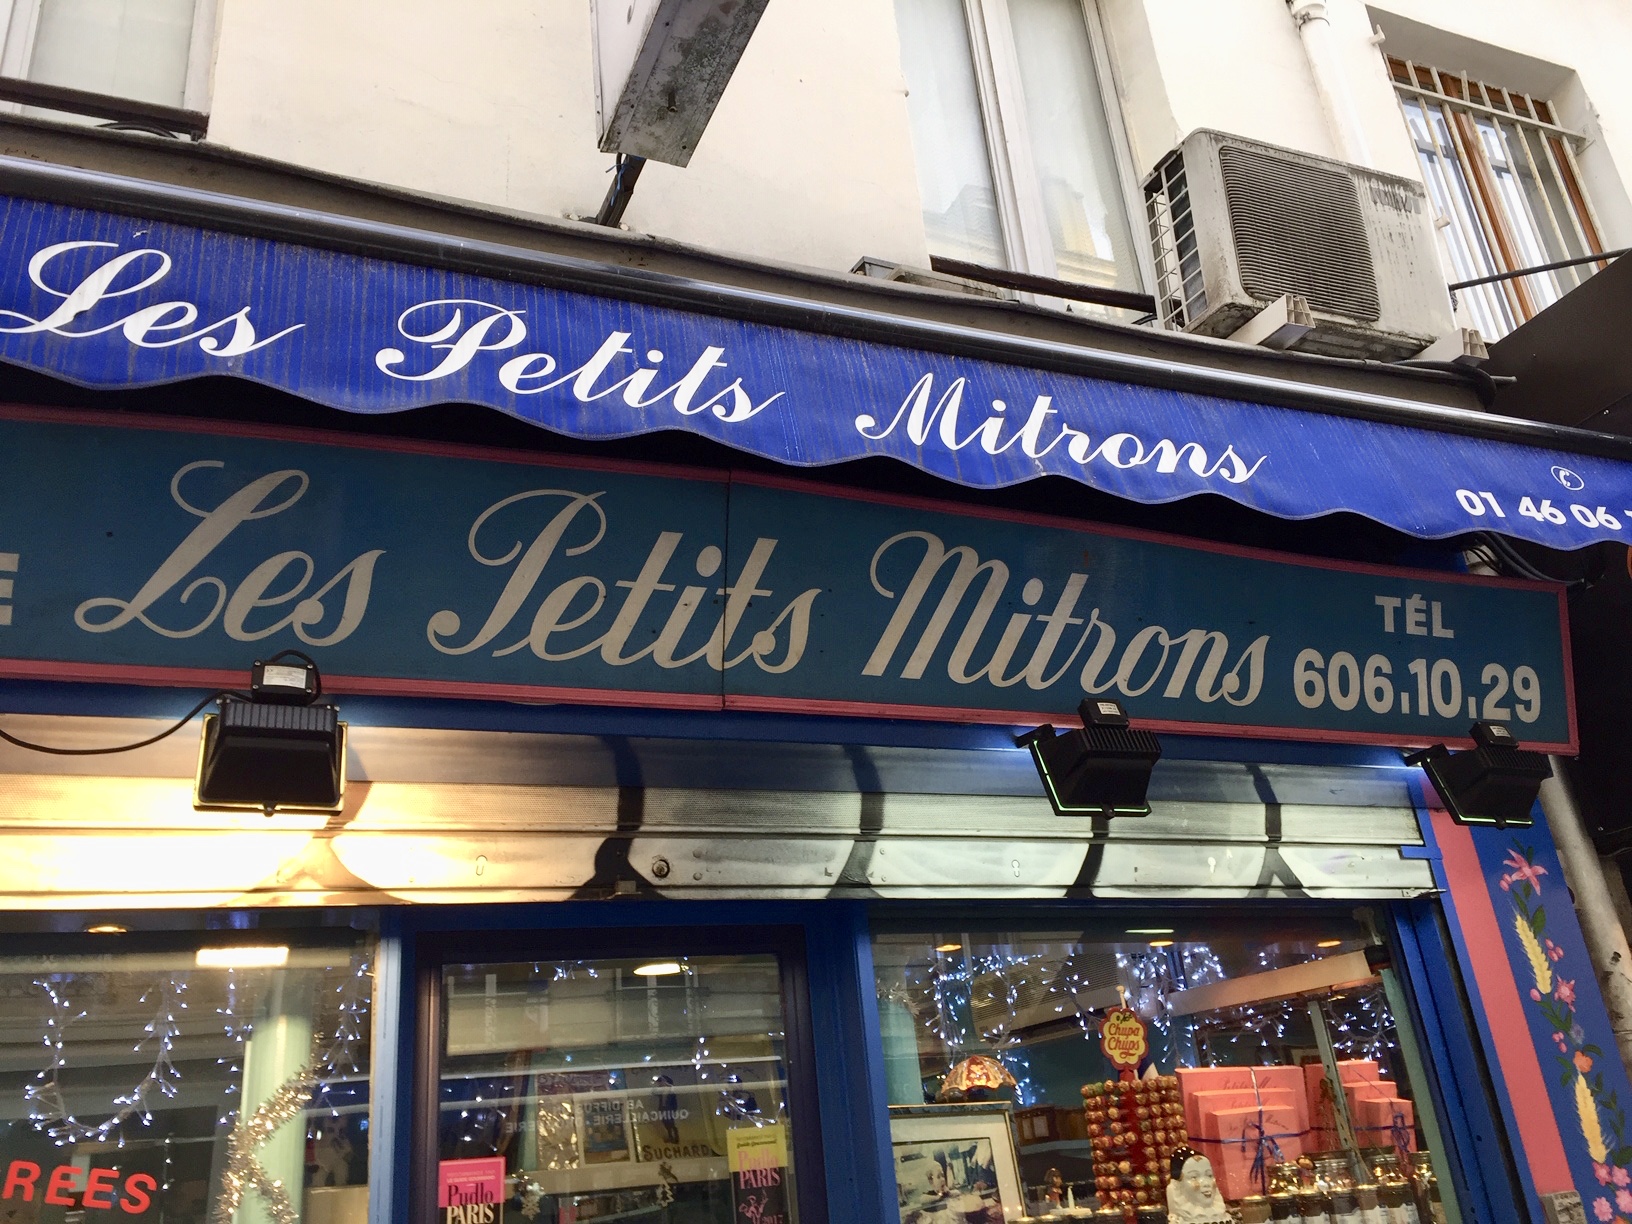 Les Petits Mitrons
01 46 06
E Les Petits Mitrons
TÉL
606.10.29
Chupa
Chups
SUCHARD
REES
Pudlo
PARIS
Pudlo
PARIS
2017